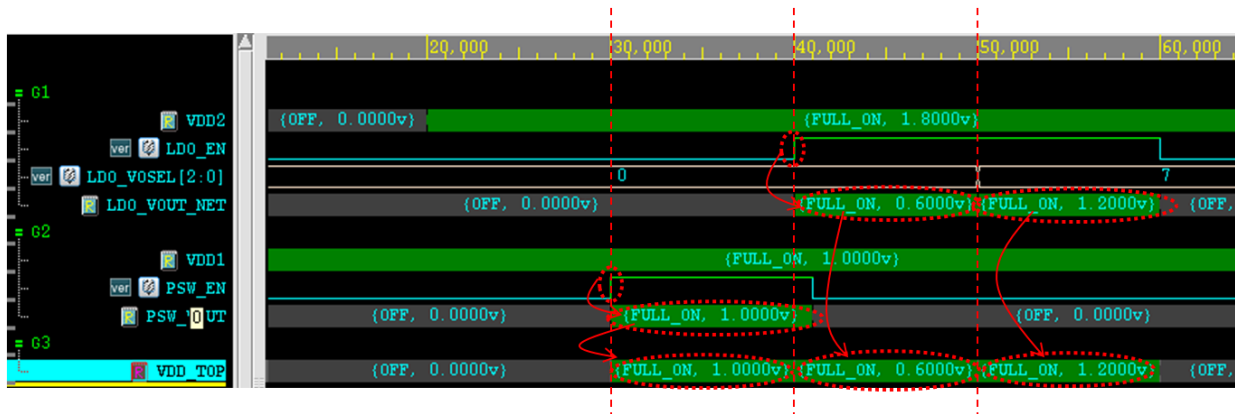 20,000 30,000 40,000 50,000 60,000
G1
VDD2 {OFF, 0.0000v} {FULL_ON, 1.8000v}
ver LDO_EN
ver LDO_VOSEL[2:0] 0 7
R LDO_VOUT_NET {OFF, 0.0000v} {FULL_ON, 0.6000v} {FULL_ON, 1.2000v} {OFF,
G2
R VDD1 {FULL_ON, 1.0000v}
ver PSW_EN
R PSW_VOUT {OFF, 0.0000v} {FULL_ON, 1.0000v} {OFF, 0.0000v}
G3
R VDD_TOP {OFF, 0.0000v} {FULL_ON, 1.0000v} {FULL_ON, 0.6000v} {FULL_ON, 1.2000v} {OFF,